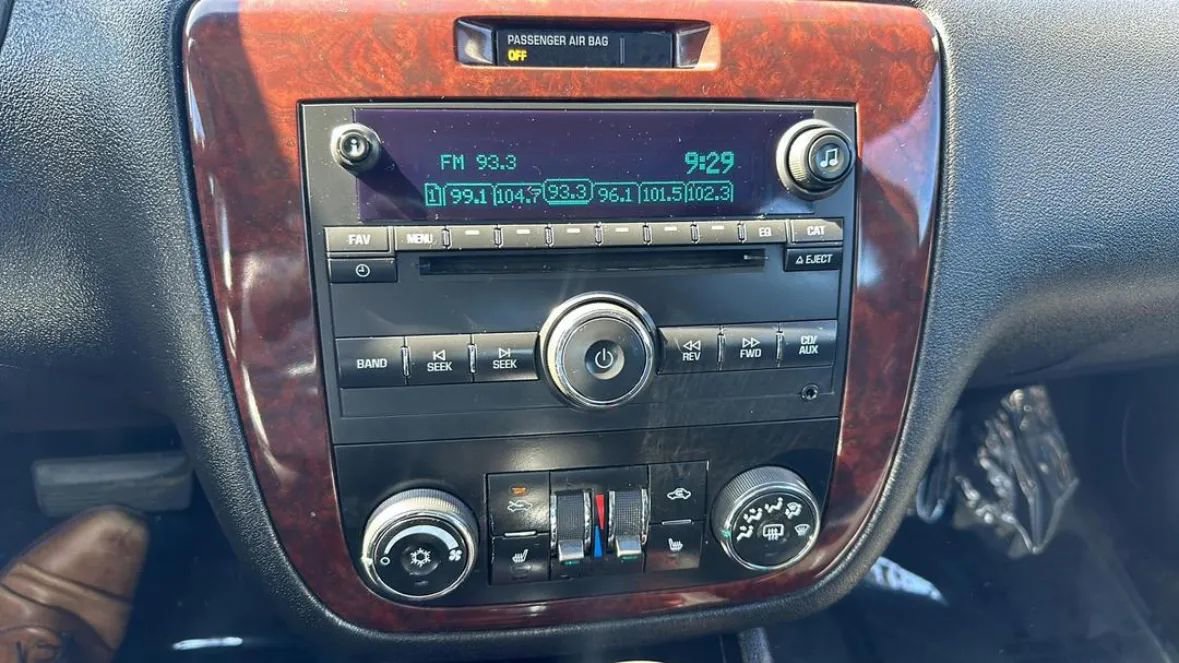 PASSENGER AIR BAG
OFF
FM 93.3 9:29
1 99.1 104.7 93.3 96.1 101.5 102.3
FAV MENU EQ CAT
EJECT
BAND SEEK SEEK REV FWD CD/
AUX